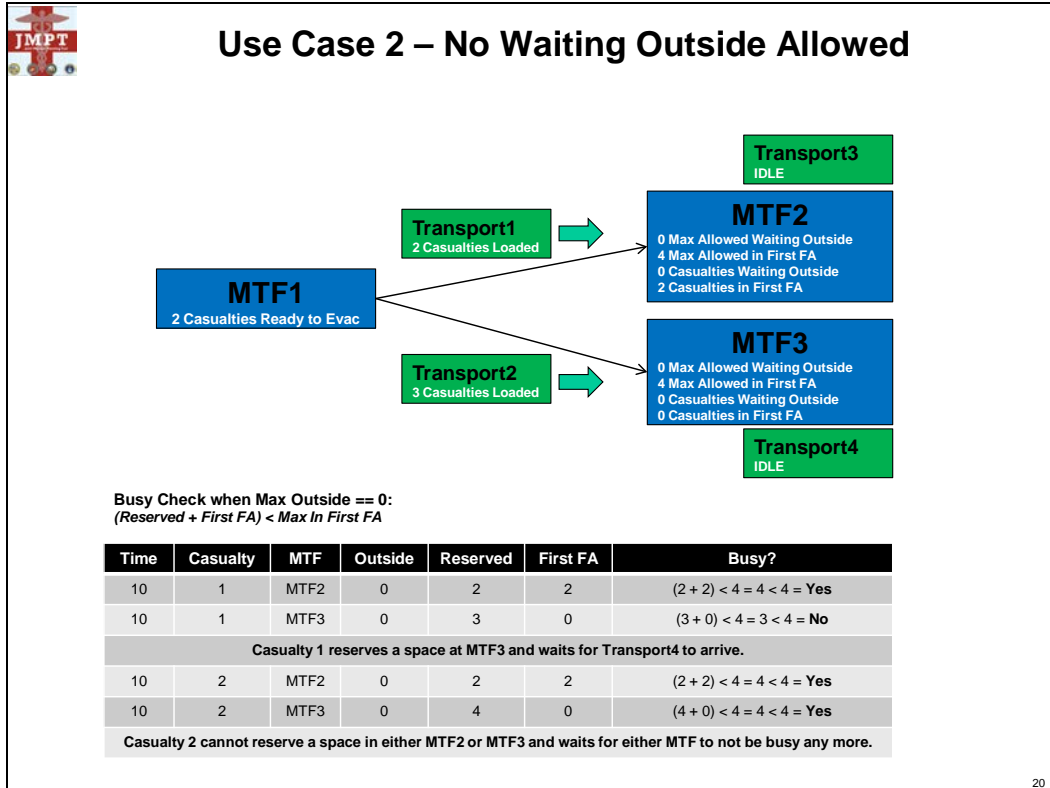 JMPT
Use Case 2 – No Waiting Outside Allowed
Transport3
IDLE
MTF2
0 Max Allowed Waiting Outside
4 Max Allowed in First FA
0 Casualties Waiting Outside
2 Casualties in First FA
Transport1
2 Casualties Loaded
MTF1
2 Casualties Ready to Evac
MTF3
0 Max Allowed Waiting Outside
4 Max Allowed in First FA
0 Casualties Waiting Outside
0 Casualties in First FA
Transport2
3 Casualties Loaded
Transport4
IDLE
Busy Check when Max Outside == 0:
(Reserved + First FA) < Max In First FA
Time Casualty MTF Outside Reserved First FA Busy?
10 1 MTF2 0 2 2 (2 + 2) < 4 = 4 < 4 = Yes
10 1 MTF3 0 3 0 (3 + 0) < 4 = 3 < 4 = No
Casualty 1 reserves a space at MTF3 and waits for Transport4 to arrive.
10 2 MTF2 0 2 2 (2 + 2) < 4 = 4 < 4 = Yes
10 2 MTF3 0 4 0 (4 + 0) < 4 = 4 < 4 = Yes
Casualty 2 cannot reserve a space in either MTF2 or MTF3 and waits for either MTF to not be busy any more.
20